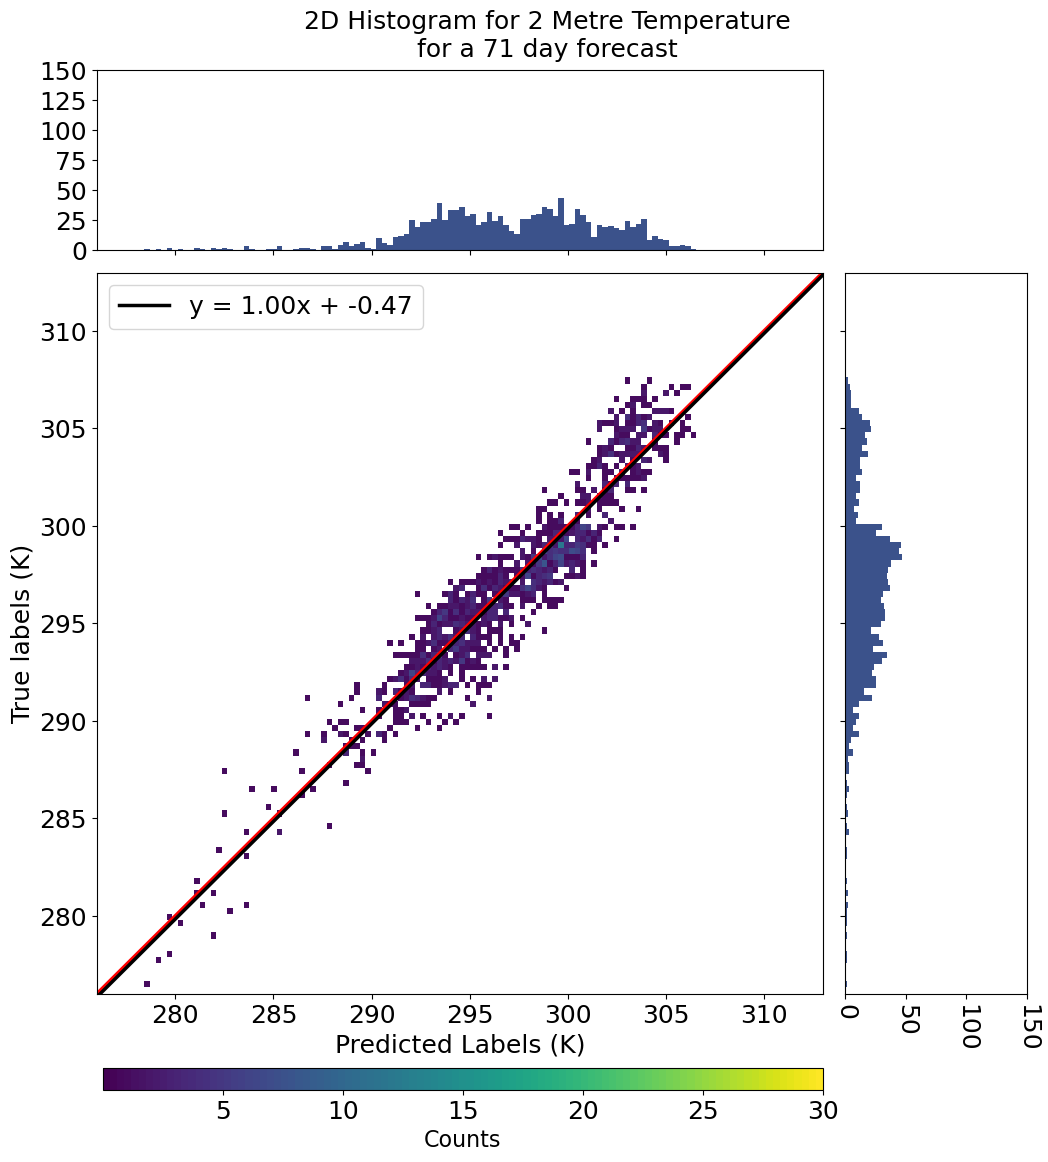 2D Histogram for 2 Metre Temperature
for a 71 day forecast
150
125
100
75
50
25
0
y = 1.00x + -0.47
310
305
300
295
290
285
280
True labels (K)
280 285 290 295 300 305 310
Predicted Labels (K)
0 50 100 150
5 10 15 20 25 30
Counts